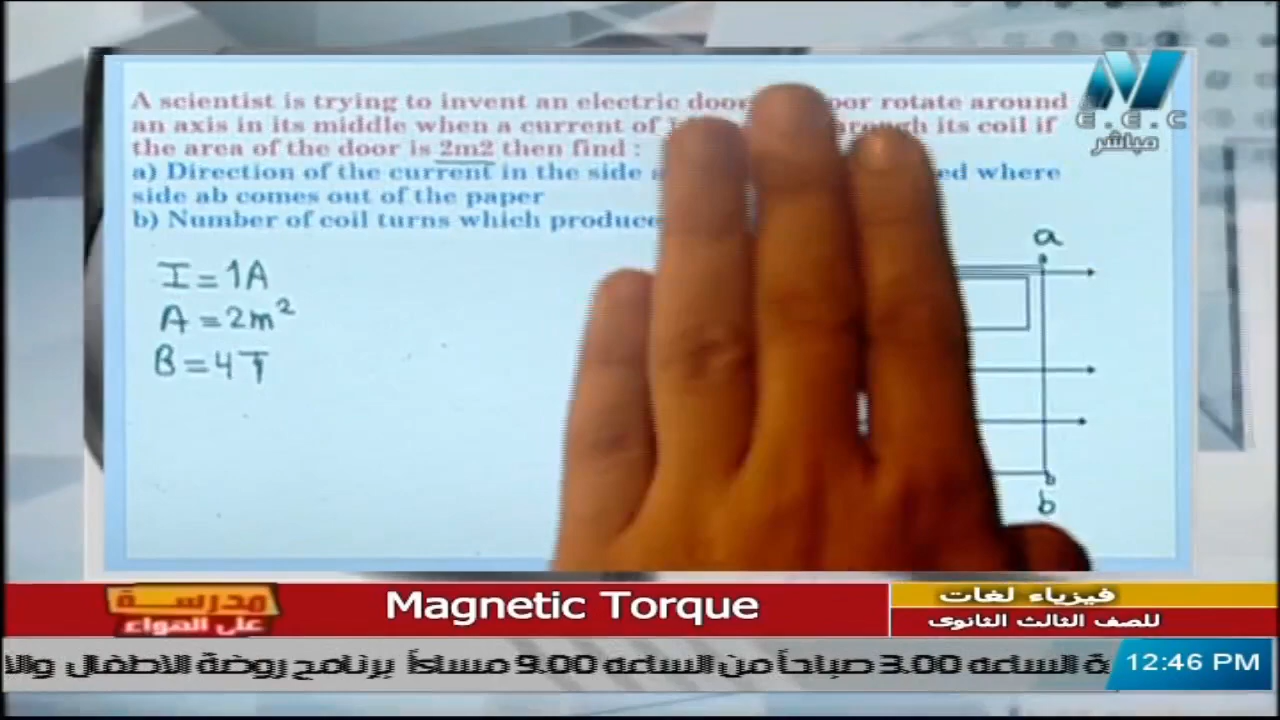 A scientist is trying to invent an electric door rotate around
an axis in its middle when a current of through its coil if
the area of the door is 2m2 then find :
a) Direction of the current in the side where
side ab comes out of the paper
b) Number of coil turns which produce
I = 1A
A = 2m²
B = 4T
a
b
E.E.C
مباشر
مدرسة
على الهواء
Magnetic Torque
فيزياء لغات
للصف الثالث الثانوى
الساعه 3.00 صباحاً من الساعه 9.00 مساءاً برنامج روضة الاطفال
12:46 PM